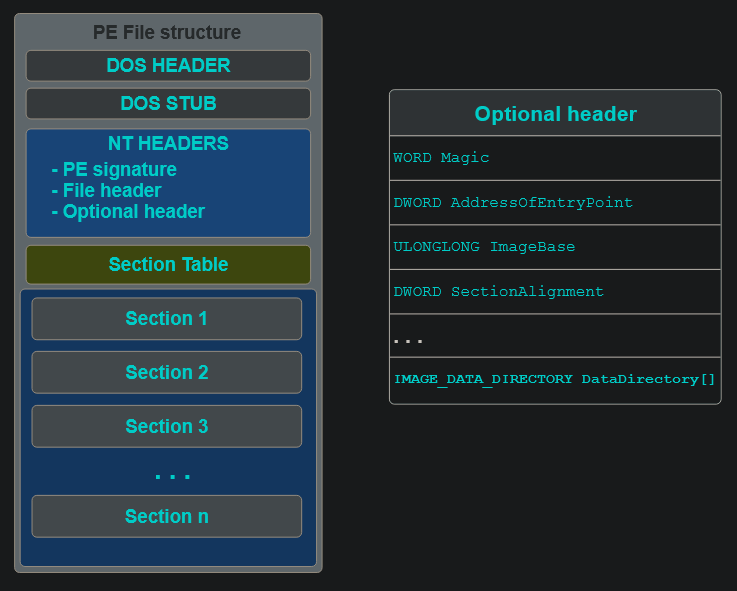 PE File structure
DOS HEADER
DOS STUB
NT HEADERS
- PE signature
- File header
- Optional header
Section Table
Section 1
Section 2
Section 3
. . .
Section n
Optional header
WORD Magic
DWORD AddressOfEntryPoint
ULONGLONG ImageBase
DWORD SectionAlignment
. . .
IMAGE_DATA_DIRECTORY DataDirectory[]